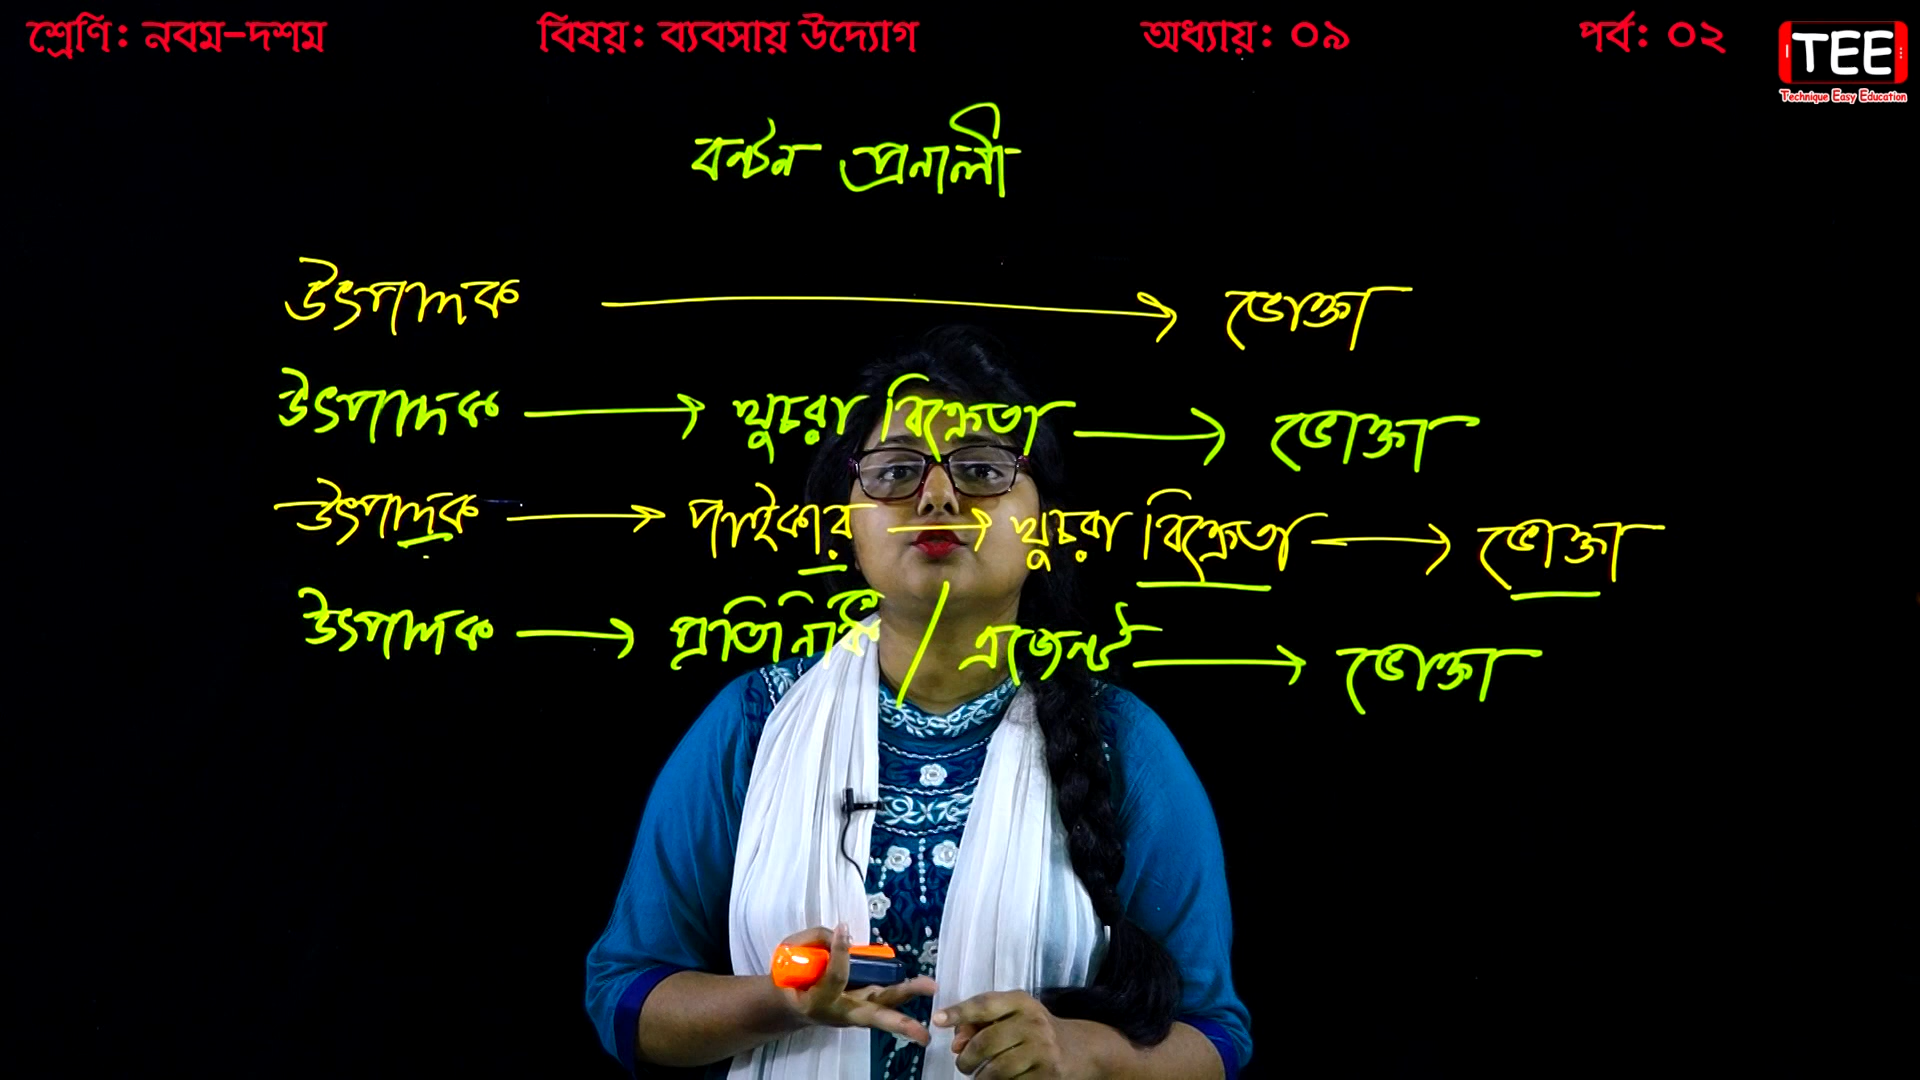 শ্রেণি: নবম-দশম বিষয়: ব্যবসায় উদ্যোগ অধ্যায়: ০৯ পর্ব: ০২
TEE
Technique Easy Education
বন্টন প্রনালী
উৎপাদক → ভোক্তা
উৎপাদক → খুচরা বিক্রেতা → ভোক্তা
উৎপাদক → পাইকার → খুচরা বিক্রেতা → ভোক্তা
উৎপাদক → প্রতিনিধি / এজেন্ট → ভোক্তা